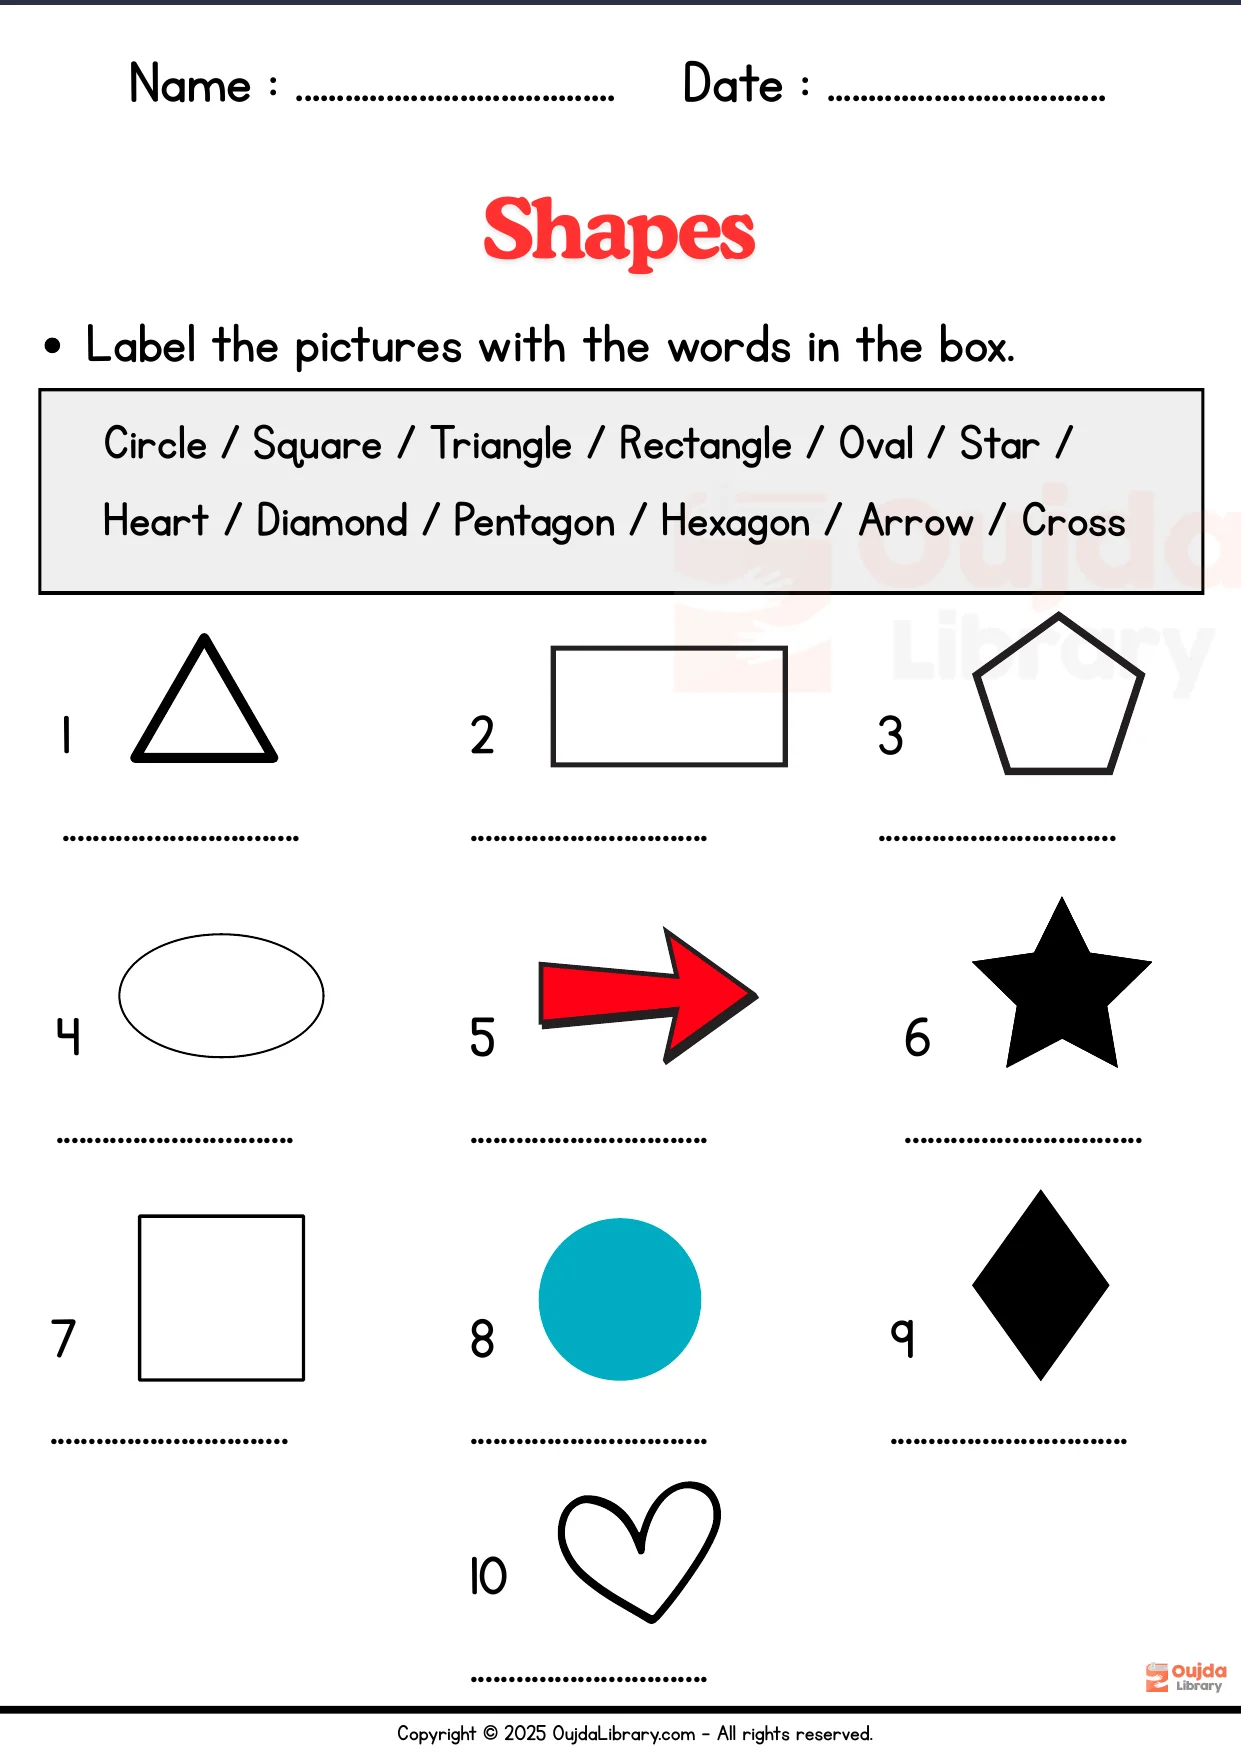 Name : ........................................ Date : ...................................
Shapes
• Label the pictures with the words in the box.
Circle / Square / Triangle / Rectangle / Oval / Star /
Heart / Diamond / Pentagon / Hexagon / Arrow / Cross
Oujda
Library
1 2 3
.............................. .............................. ..............................
4 5 6
.............................. .............................. ..............................
7 8 9
.............................. .............................. ..............................
10
..............................
Oujda
Library
Copyright © 2025 OujdaLibrary.com - All rights reserved.